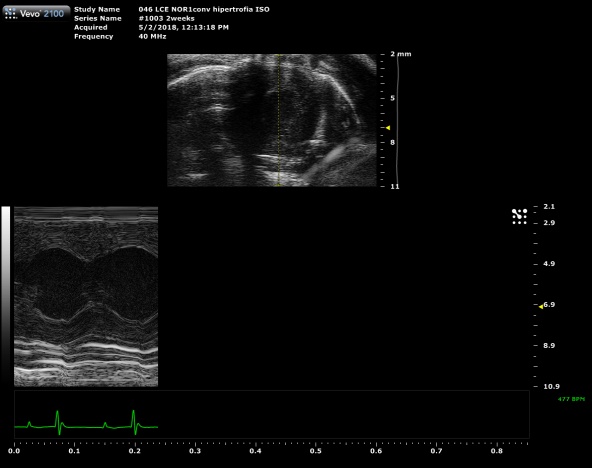 Vevo 2100
Study Name 046 LCE NOR1conv hipertrofia ISO
Series Name #1003 2weeks
Acquired 5/2/2018, 12:13:18 PM
Frequency 40 MHz
2 mm
5
8
11
2.1
2.9
4.9
6.9
8.9
10.9
477 BPM
0.0 0.1 0.2 0.3 0.4 0.5 0.6 0.7 0.8